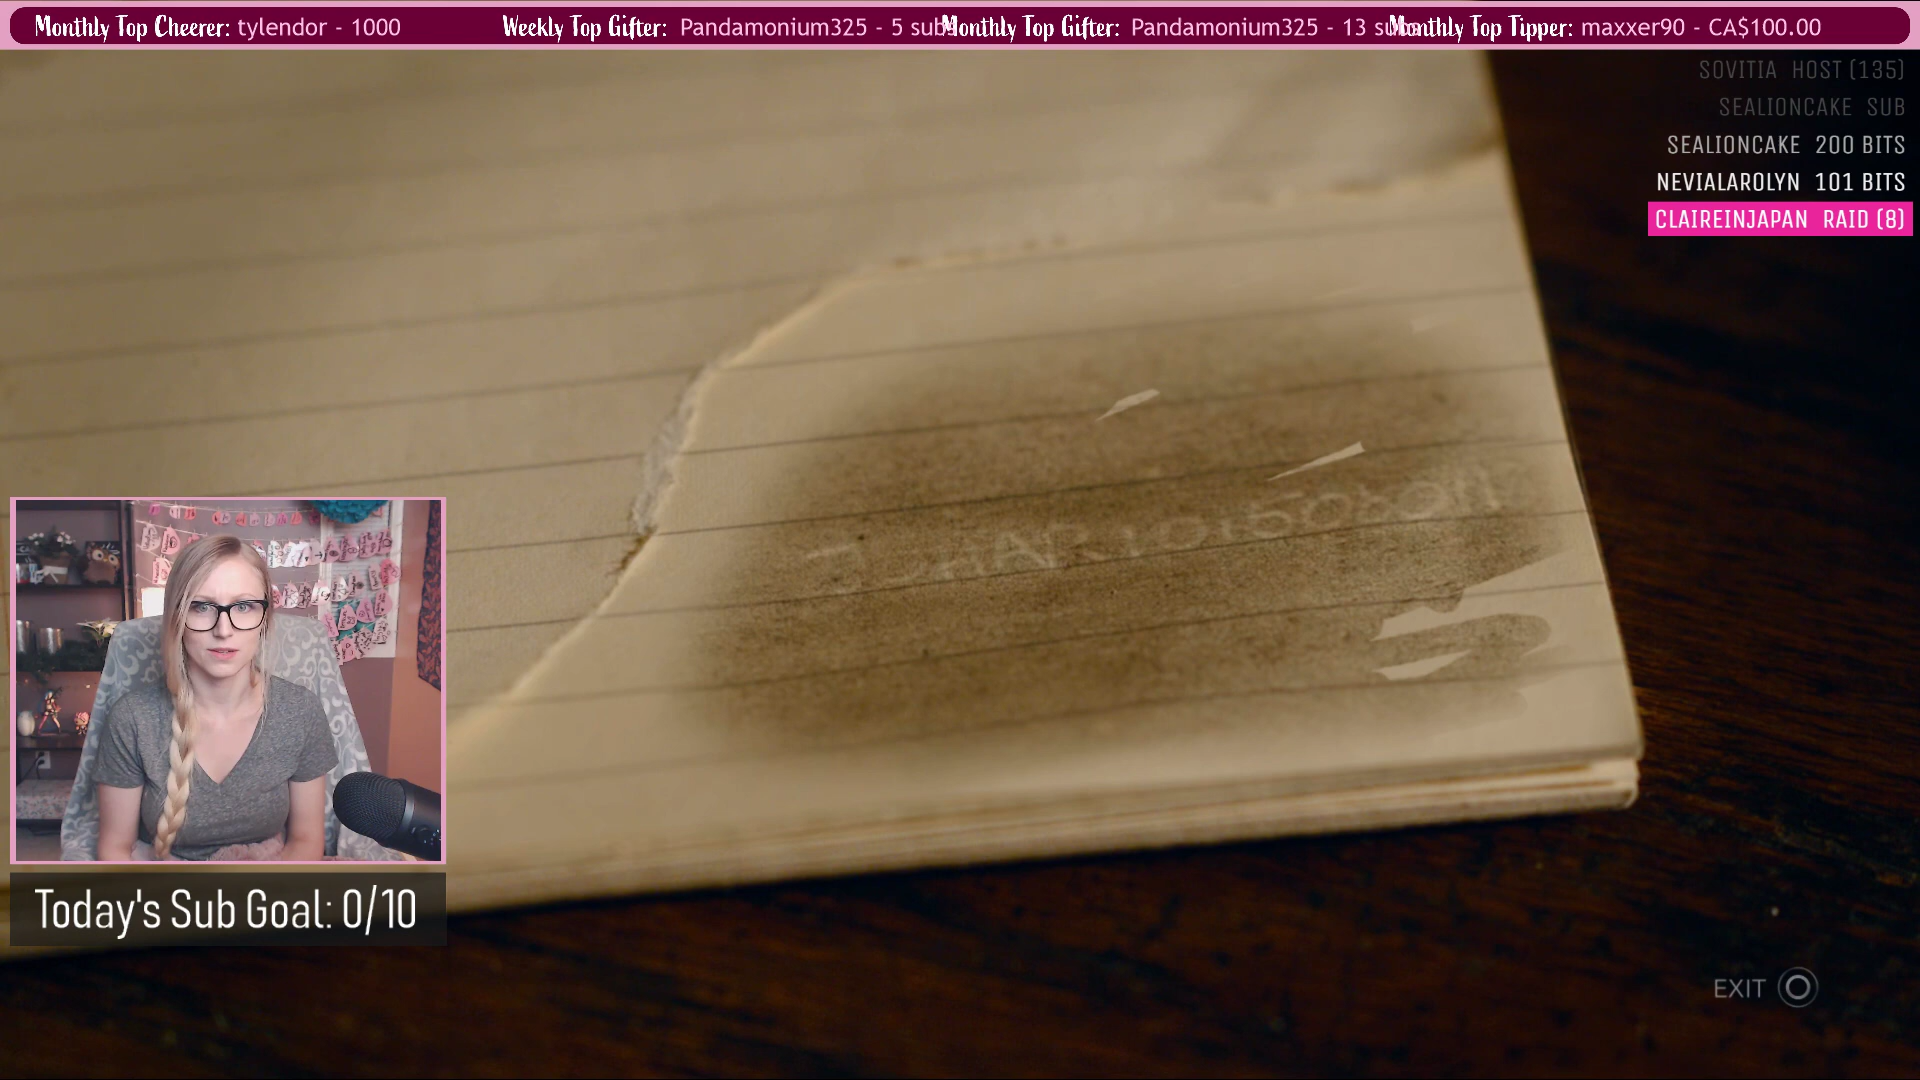 Monthly Top Cheerer: tylendor - 1000
Weekly Top Gifter: Pandamonium325 - 5 subs
Monthly Top Gifter: Pandamonium325 - 13 subs
Monthly Top Tipper: maxxer90 - CA$100.00
SOVITIA HOST (135)
SEALIONCAKE SUB
SEALIONCAKE 200 BITS
NEVIALAROLYN 101 BITS
CLAIREINJAPAN RAID (8)
Today's Sub Goal: 0/10
EXIT